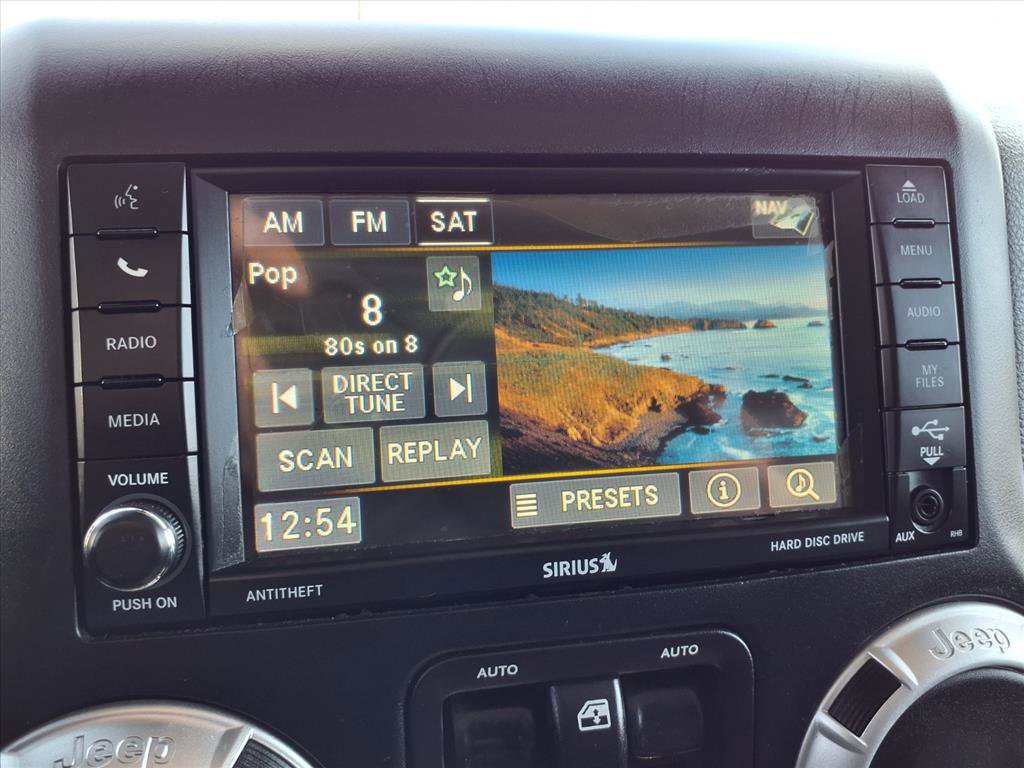 AM FM SAT NAV
Pop
8
80s on 8
DIRECT
TUNE
SCAN REPLAY
12:54
PRESETS
RADIO
MEDIA
VOLUME
PUSH ON
LOAD
MENU
AUDIO
MY
FILES
PULL
AUX RHB
ANTITHEFT
SIRIUS
HARD DISC DRIVE
AUTO AUTO
Jeep
Jeep